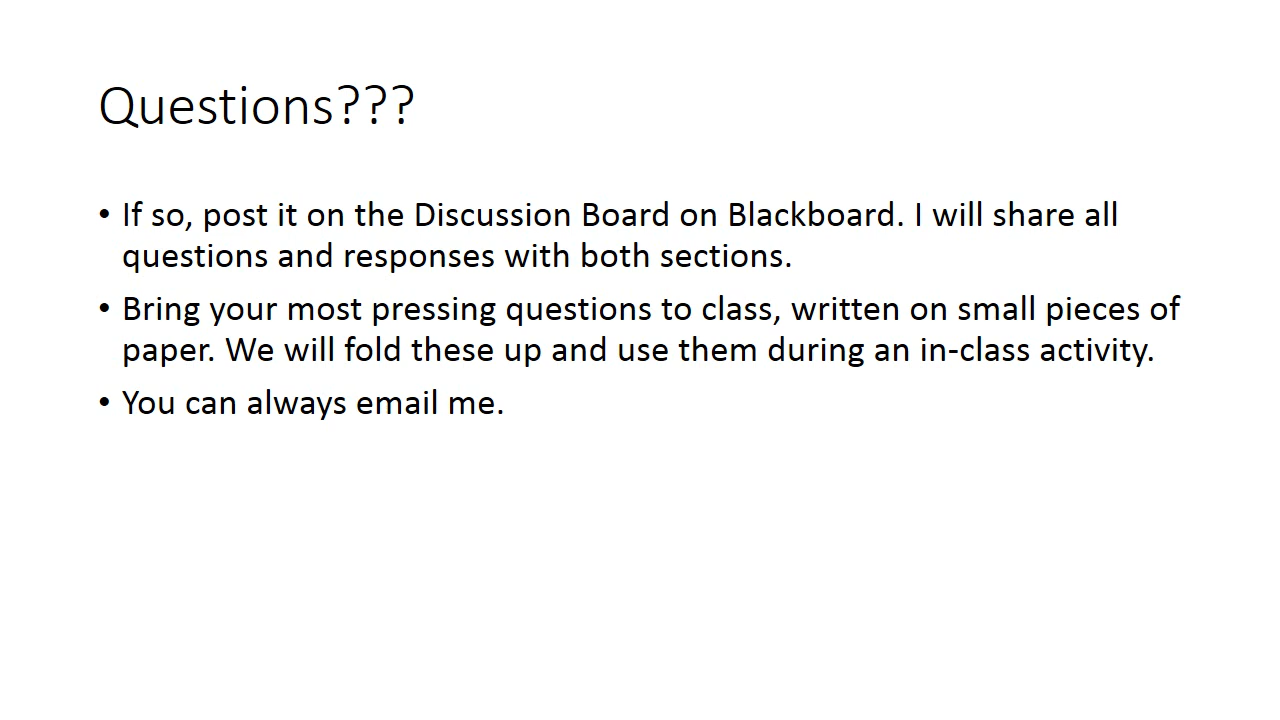 Questions???
• If so, post it on the Discussion Board on Blackboard. I will share all
questions and responses with both sections.
• Bring your most pressing questions to class, written on small pieces of
paper. We will fold these up and use them during an in-class activity.
• You can always email me.